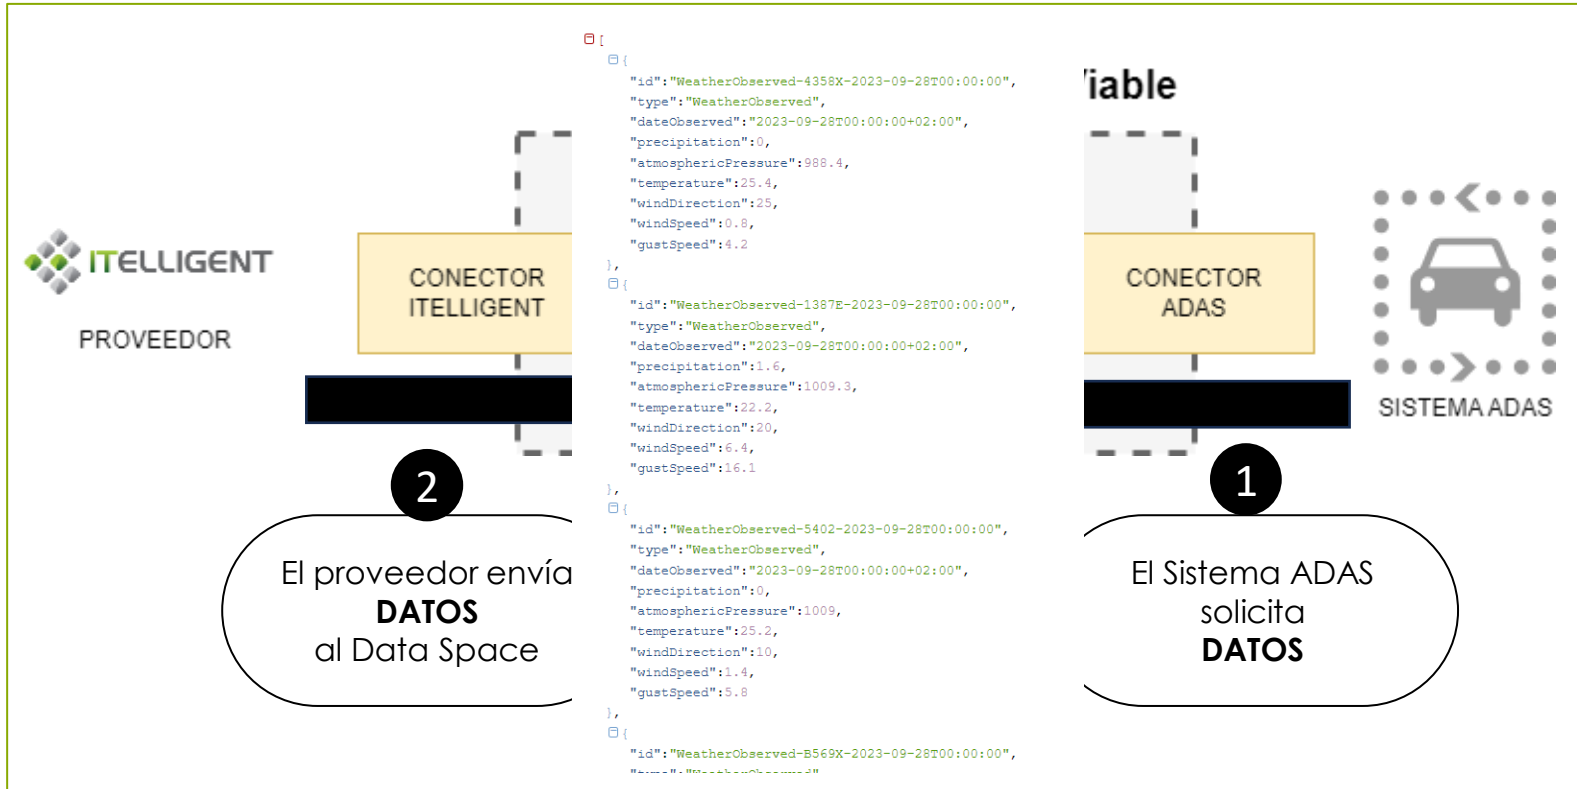 [
{
"id":"WeatherObserved-4358X-2023-09-28T00:00:00",
"type":"WeatherObserved",
"dateObserved":"2023-09-28T00:00:00+02:00",
"precipitation":0,
"atmosphericPressure":988.4,
"temperature":25.4,
"windDirection":25,
"windSpeed":0.8,
"gustSpeed":4.2
},
{
"id":"WeatherObserved-1387E-2023-09-28T00:00:00",
"type":"WeatherObserved",
"dateObserved":"2023-09-28T00:00:00+02:00",
"precipitation":1.6,
"atmosphericPressure":1009.3,
"temperature":22.2,
"windDirection":20,
"windSpeed":6.4,
"gustSpeed":16.1
},
{
"id":"WeatherObserved-5402-2023-09-28T00:00:00",
"type":"WeatherObserved",
"dateObserved":"2023-09-28T00:00:00+02:00",
"precipitation":0,
"atmosphericPressure":1009,
"temperature":25.2,
"windDirection":10,
"windSpeed":1.4,
"gustSpeed":5.8
},
{
"id":"WeatherObserved-B569X-2023-09-28T00:00:00",
"type":"WeatherObserved"
iable
ITELLIGENT
PROVEEDOR
CONECTOR
ITELLIGENT
CONECTOR
ADAS
SISTEMA ADAS
2
El proveedor envía
DATOS
al Data Space
1
El Sistema ADAS
solicita
DATOS